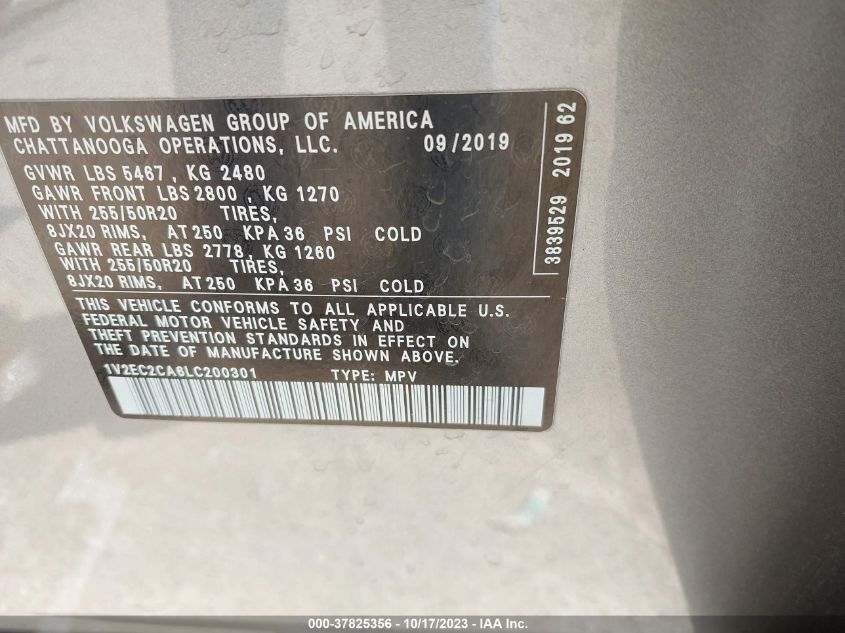 MFD BY VOLKSWAGEN GROUP OF AMERICA
CHATTANOOGA OPERATIONS, LLC. 09/2019
GVWR LBS 5467, KG 2480
GAWR FRONT LBS 2800, KG 1270
WITH 255/50R20 TIRES,
8JX20 RIMS, AT 250 KPA 36 PSI COLD
GAWR REAR LBS 2778, KG 1260
WITH 255/50R20 TIRES,
8JX20 RIMS, AT 250 KPA 36 PSI COLD
THIS VEHICLE CONFORMS TO ALL APPLICABLE U.S.
FEDERAL MOTOR VEHICLE SAFETY AND
THEFT PREVENTION STANDARDS IN EFFECT ON
THE DATE OF MANUFACTURE SHOWN ABOVE.
1V2EC2CA6LC200301 TYPE: MPV
3839529 2019 62
000-37825356 - 10/17/2023 - IAA Inc.